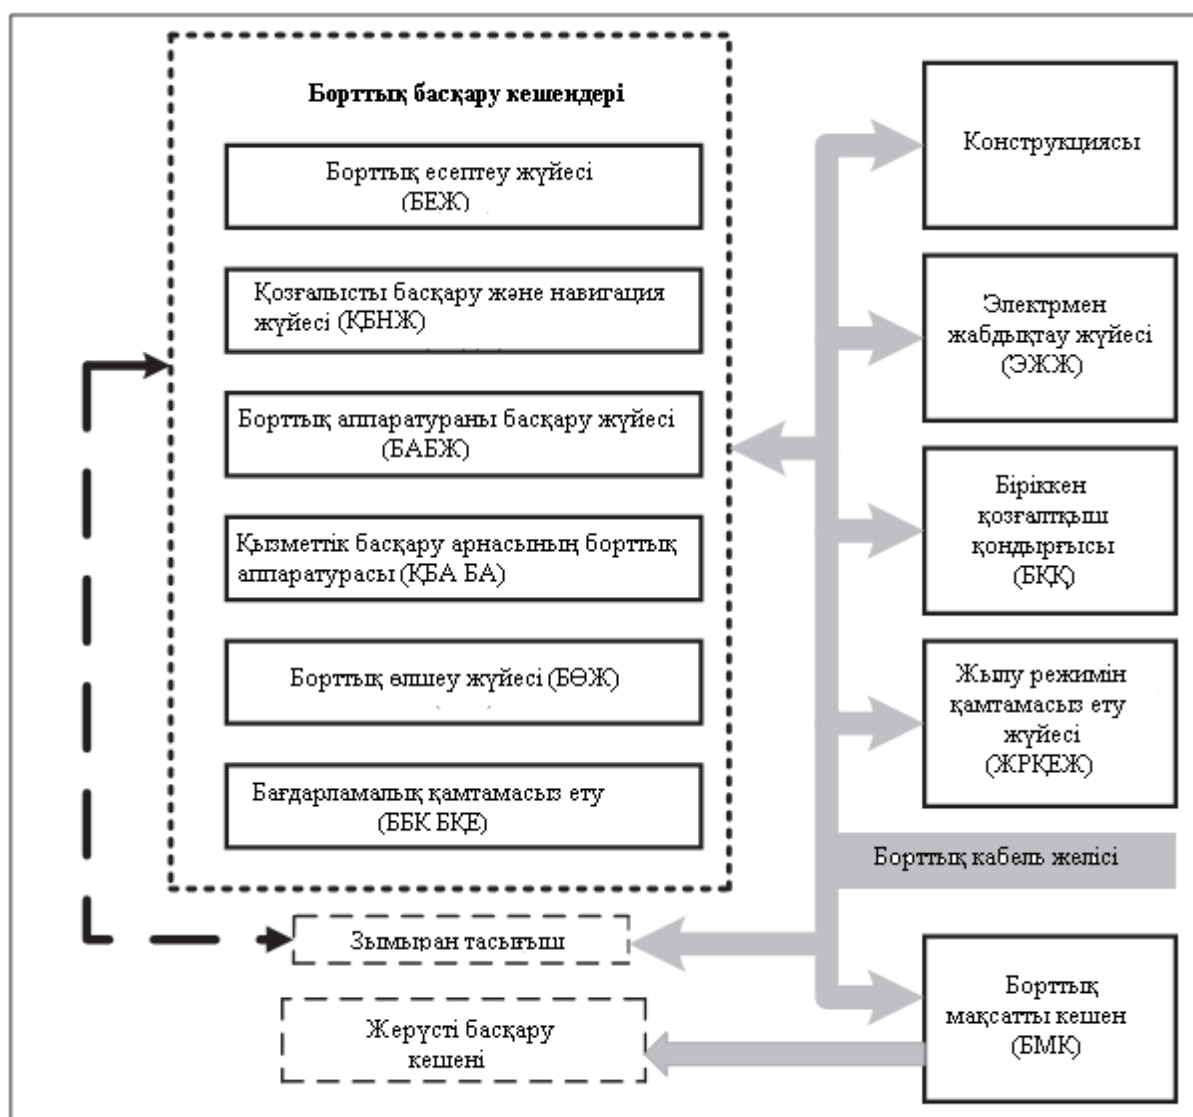 Борттық басқару кешендері
Борттық есептеу жүйесі
(БЕЖ)
Қозғалысты басқару және навигация
жүйесі (ҚБНЖ)
Борттық аппаратураны басқару жүйесі
(БАБЖ)
Қызметтік басқару арнасының борттық
аппаратурасы (ҚБА БА)
Борттық өлшеу жүйесі (БӨЖ)
Бағдарламалық қамтамасыз ету
(ББК БҚЕ)
Зымыран тасығыш
Жерүсті басқару
кешені
Конструкциясы
Электрмен
жабдықтау жүйесі
(ЭЖЖ)
Біріккен
қозғалтқыш
қондырғысы
(БҚҚ)
Жылу режимін
қамтамасыз ету
жүйесі
(ЖРҚЕЖ)
Борттық кабель желісі
Борттық
мақсатты кешен
(БМК)